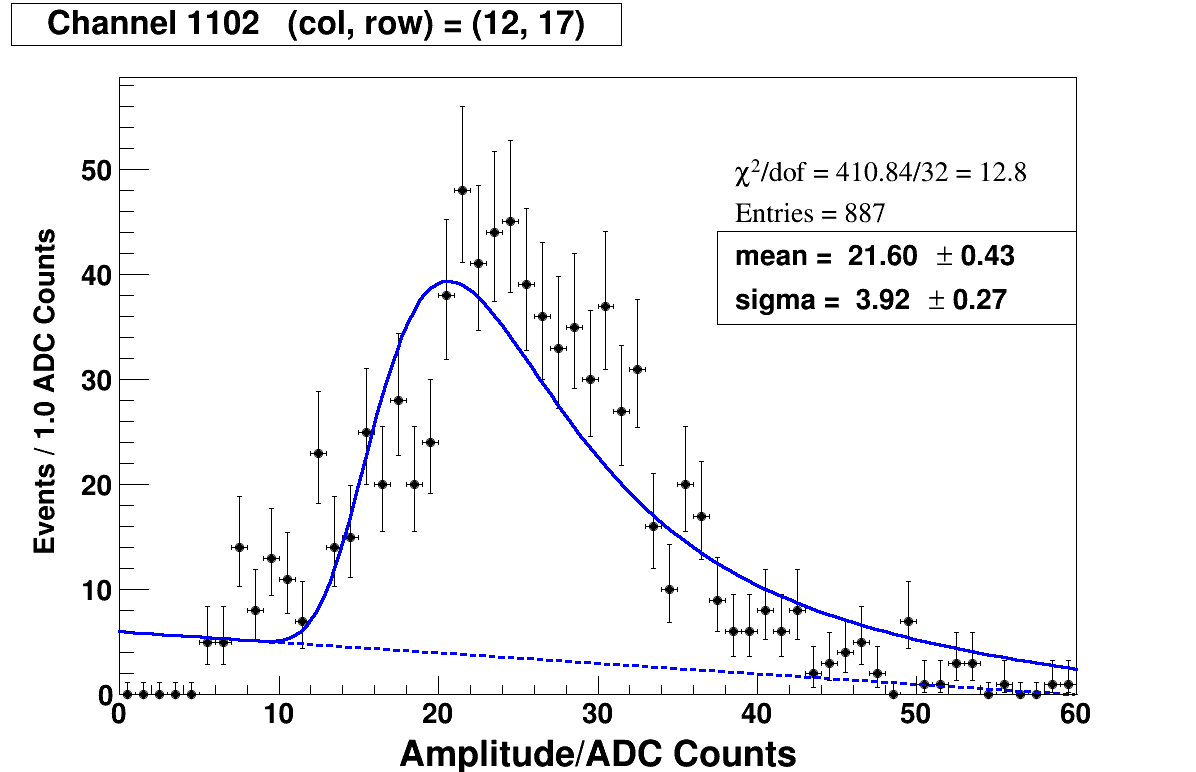 Channel 1102 (col, row) = (12, 17)
χ²/dof = 410.84/32 = 12.8
Entries = 887
mean = 21.60 ± 0.43
sigma = 3.92 ± 0.27
Events / 1.0 ADC Counts
50
40
30
20
10
0
0 10 20 30 40 50 60
Amplitude/ADC Counts